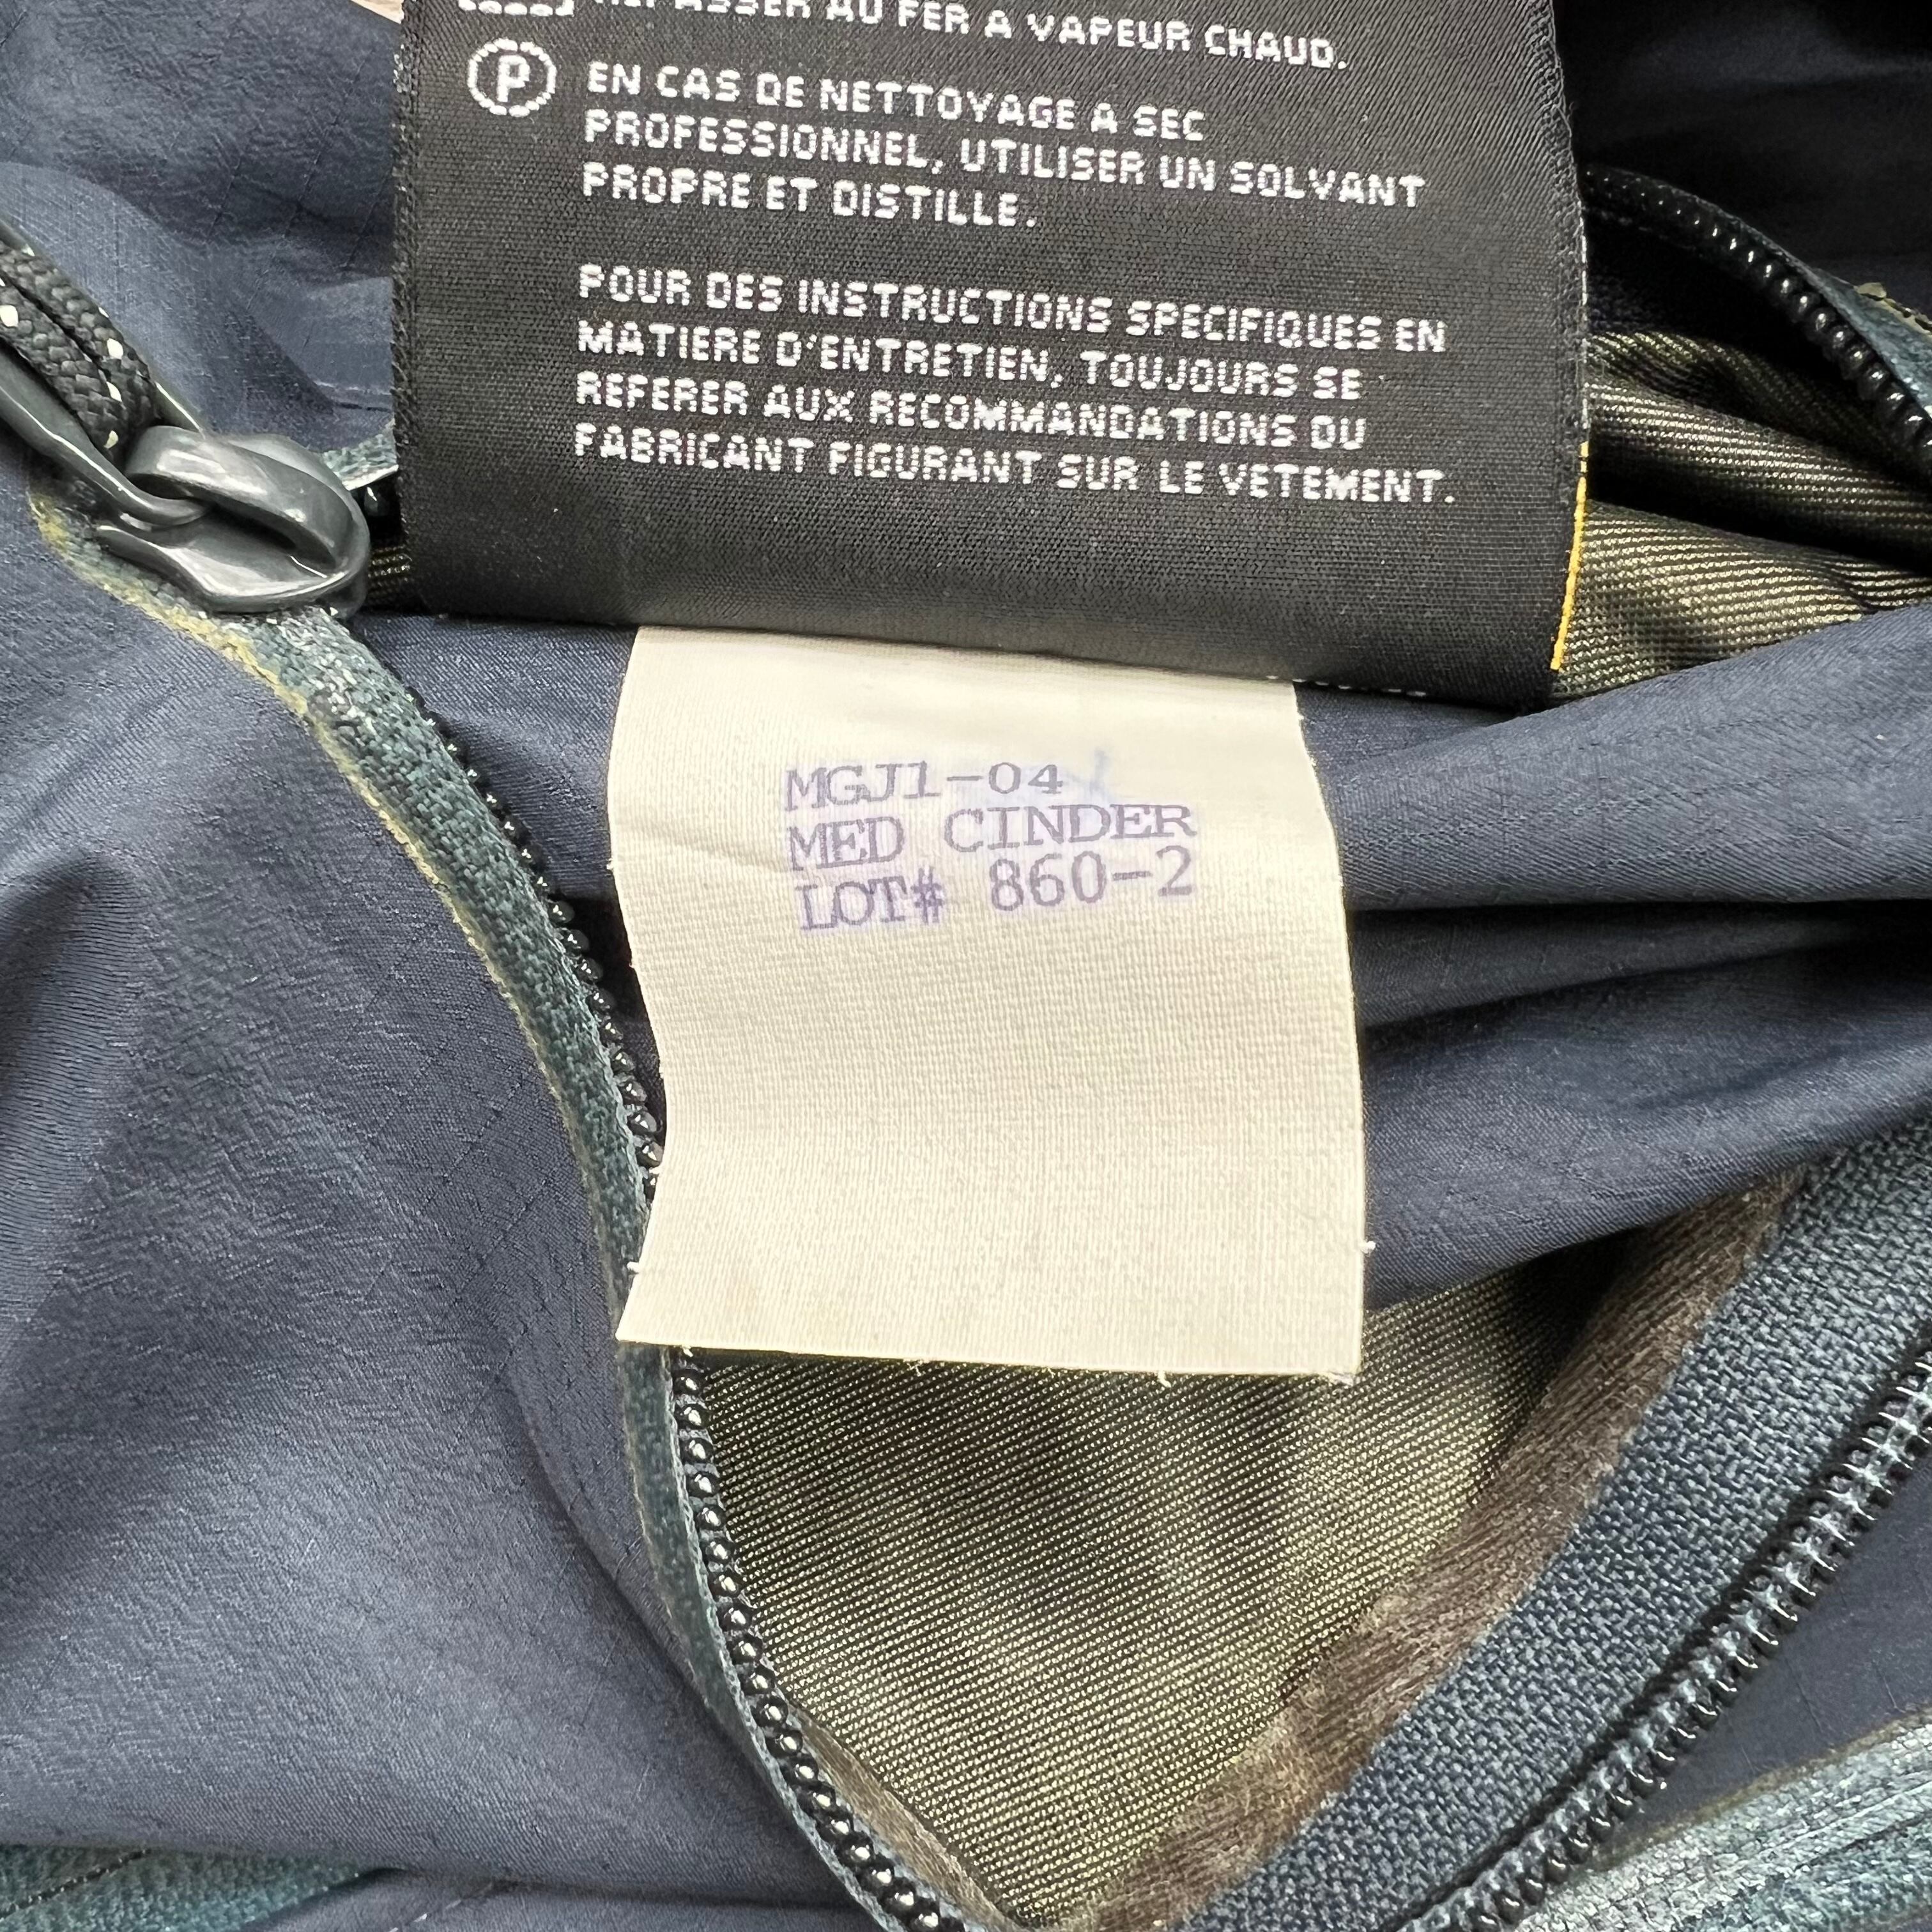 REPASSER AU FER A VAPEUR CHAUD.
P
EN CAS DE NETTOYAGE A SEC
PROFESSIONNEL, UTILISER UN SOLVANT
PROPRE ET DISTILLE.
POUR DES INSTRUCTIONS SPECIFIQUES EN
MATIERE D'ENTRETIEN, TOUJOURS SE
REFERER AUX RECOMMANDATIONS DU
FABRICANT FIGURANT SUR LE VETEMENT.
MGJ1-04
MED CINDER
LOT# 860-2